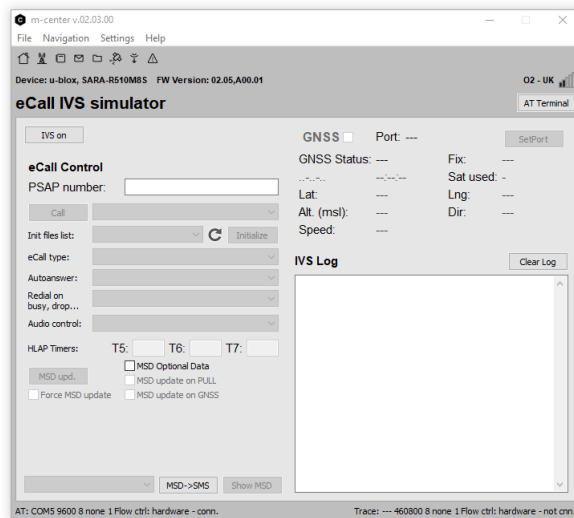 m-center v.02.03.00
File Navigation Settings Help
Device: u-blox, SARA-R510M8S FW Version: 02.05,A00.01
O2 - UK
eCall IVS simulator
AT Terminal
IVS on
eCall Control
PSAP number:
Call
Init files list:
Initialize
eCall type:
Autoanswer:
Redial on
busy, drop...
Audio control:
HLAP Timers: T5: T6: T7:
MSD upd.
MSD Optional Data
MSD update on PULL
Force MSD update
MSD update on GNSS
MSD->SMS
Show MSD
GNSS Port: ---
SetPort
GNSS Status: --- Fix: ---
--.--.-- --:--:-- Sat used: -
Lat: --- Lng: ---
Alt. (msl): --- Dir: ---
Speed: ---
IVS Log
Clear Log
AT: COM5 9600 8 none 1 Flow ctrl: hardware - conn.
Trace: --- 460800 8 none 1 Flow ctrl: hardware - not cnn